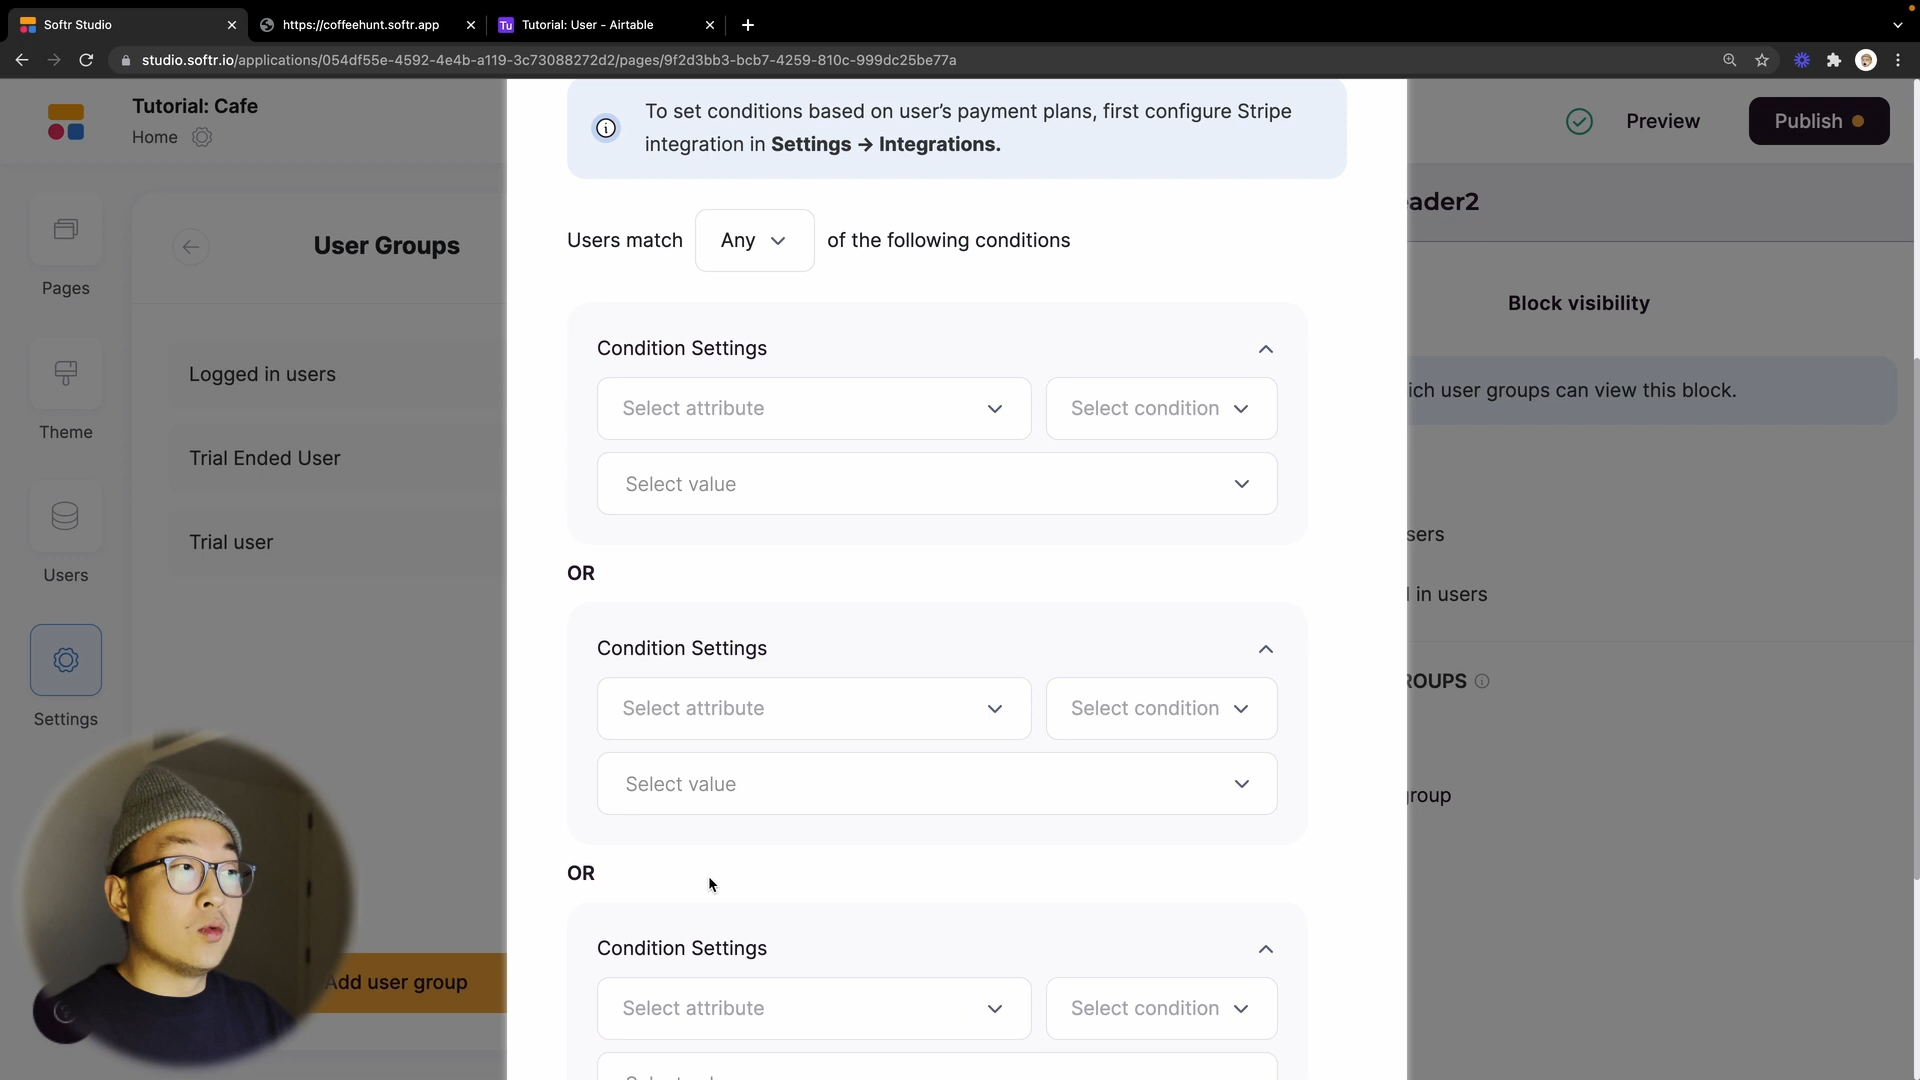 Softr Studio
https://coffeehunt.softr.app
Tu
Tutorial: User - Airtable
studio.softr.io/applications/054df55e-4592-4e4b-a119-3c73088272d2/pages/9f2d3bb3-bcb7-4259-810c-999dc25be77a
Tutorial: Cafe
Home
Preview
Publish
Pages
Theme
Users
Settings
User Groups
Logged in users
Trial Ended User
Trial user
Add user group
To set conditions based on user's payment plans, first configure Stripe
integration in Settings → Integrations.
Users match Any of the following conditions
Condition Settings
Select attribute
Select condition
Select value
OR
Condition Settings
Select attribute
Select condition
Select value
OR
Condition Settings
Select attribute
Select condition
eader2
Block visibility
ich user groups can view this block.
sers
in users
ROUPS
group